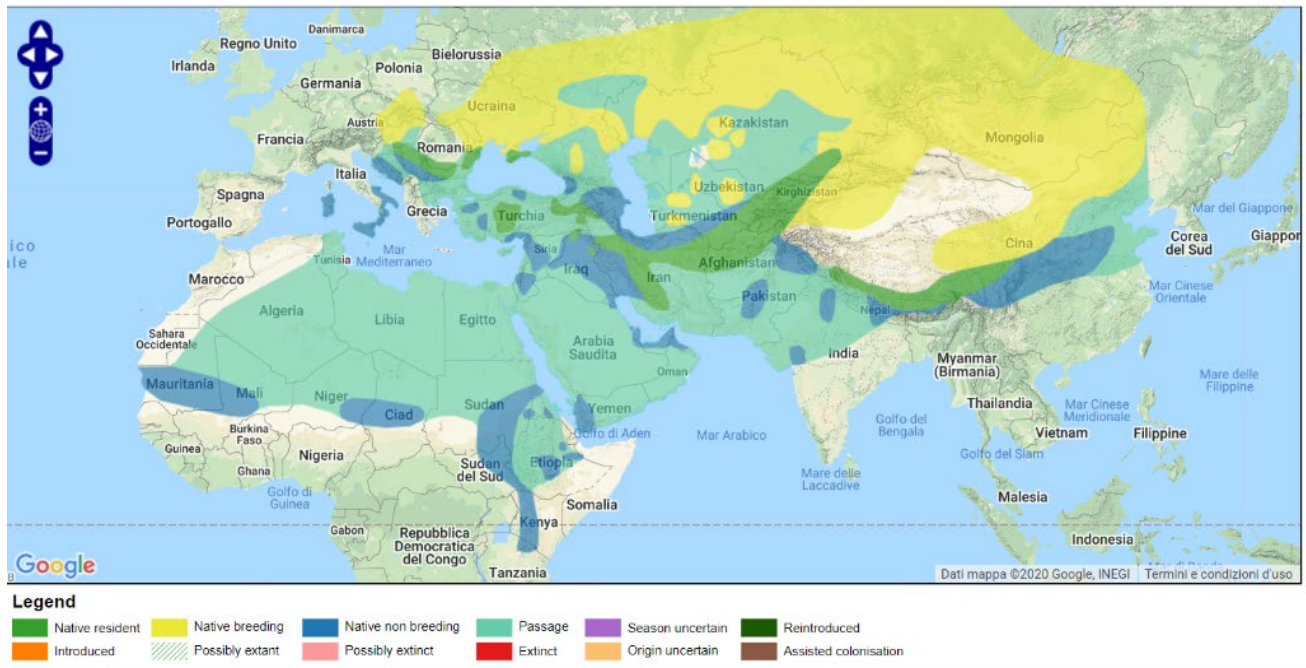 Danimarca
Regno Unito
Bielorussia
Irlanda
Polonia
Germania
Ucraina
Austria
Kazakistan
Francia
Mongolia
Romania
Italia
Uzbekistan
Kirghizistan
Spagna
Mar del Giappone
Grecia
Turchia
Turkmenistan
Portogallo
Corea
del Sud
Giappor
ico
ile
Mar
Mediterraneo
Siria
Cina
Tunisia
Iraq
Iran
Afghanistan
Marocco
Mar Cinese
Orientale
Pakistan
Nepal
Algeria
Libia
Egitto
Sahara
Occidentale
Arabia
Saudita
India
Myanmar
(Birmania)
Oman
Mauritania
Mali
Niger
Ciad
Sudan
Yemen
Mare delle
Filippine
Thailandia
Mar Cinese
Meridionale
Golfo del
Bengala
Mar Arabico
Golfo di Aden
Burkina
Faso
Vietnam
Filippine
Guinea
Nigeria
Golfo del Siam
Ghana
Sudan
del Sud
Etiopia
Mare delle
Laccadive
Golfo di
Guinea
Somalia
Malesia
Kenya
Gabon
Repubblica
Democratica
del Congo
Indonesia
Google
Tanzania
Dati mappa ©2020 Google, INEGI
Termini e condizioni d'uso
Legend
Native resident Native breeding Native non breeding Passage Season uncertain Reintroduced
Introduced Possibly extant Possibly extinct Extinct Origin uncertain Assisted colonisation